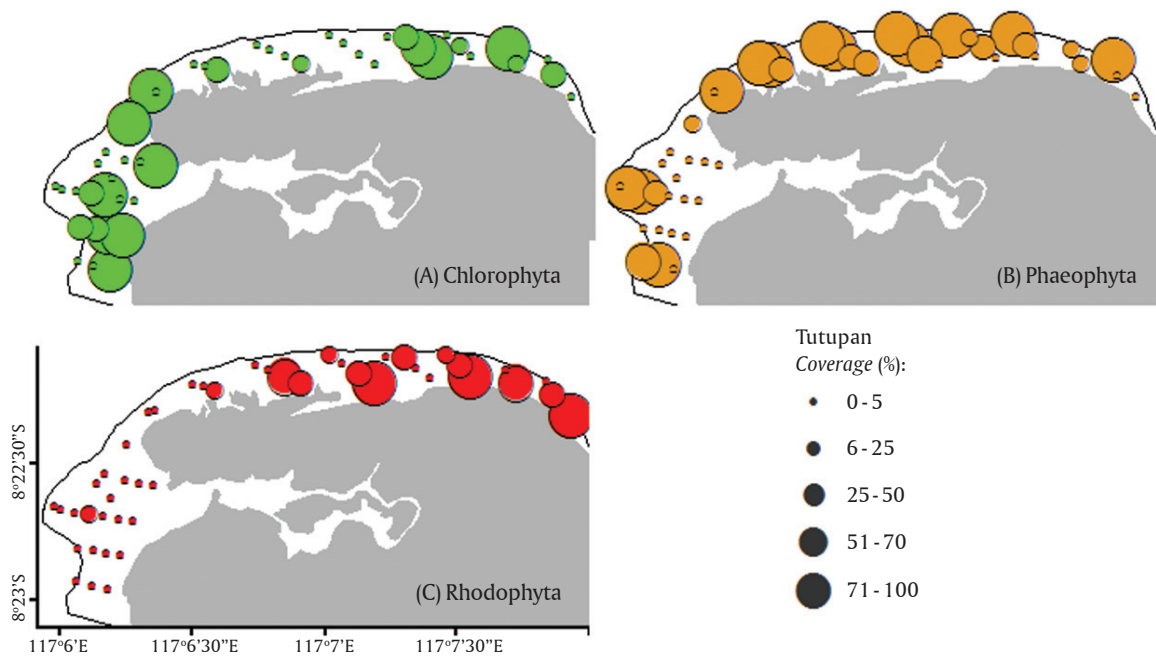 (A) Chlorophyta
(B) Phaeophyta
Tutupan
Coverage (%):
0 - 5
6 - 25
25 - 50
51 - 70
71 - 100
8°22'30"S
8°23'S
(C) Rhodophyta
117°6'E
117°6'30"E
117°7'E
117°7'30"E